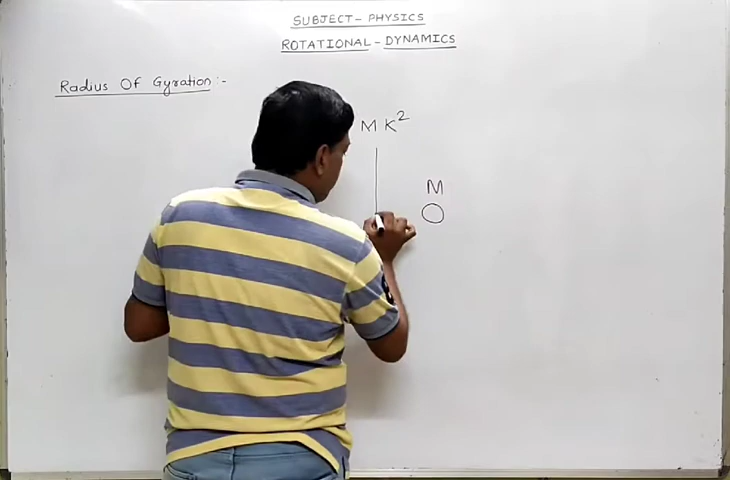 SUBJECT - PHYSICS
ROTATIONAL - DYNAMICS
Radius Of Gyration :-
M K²
M